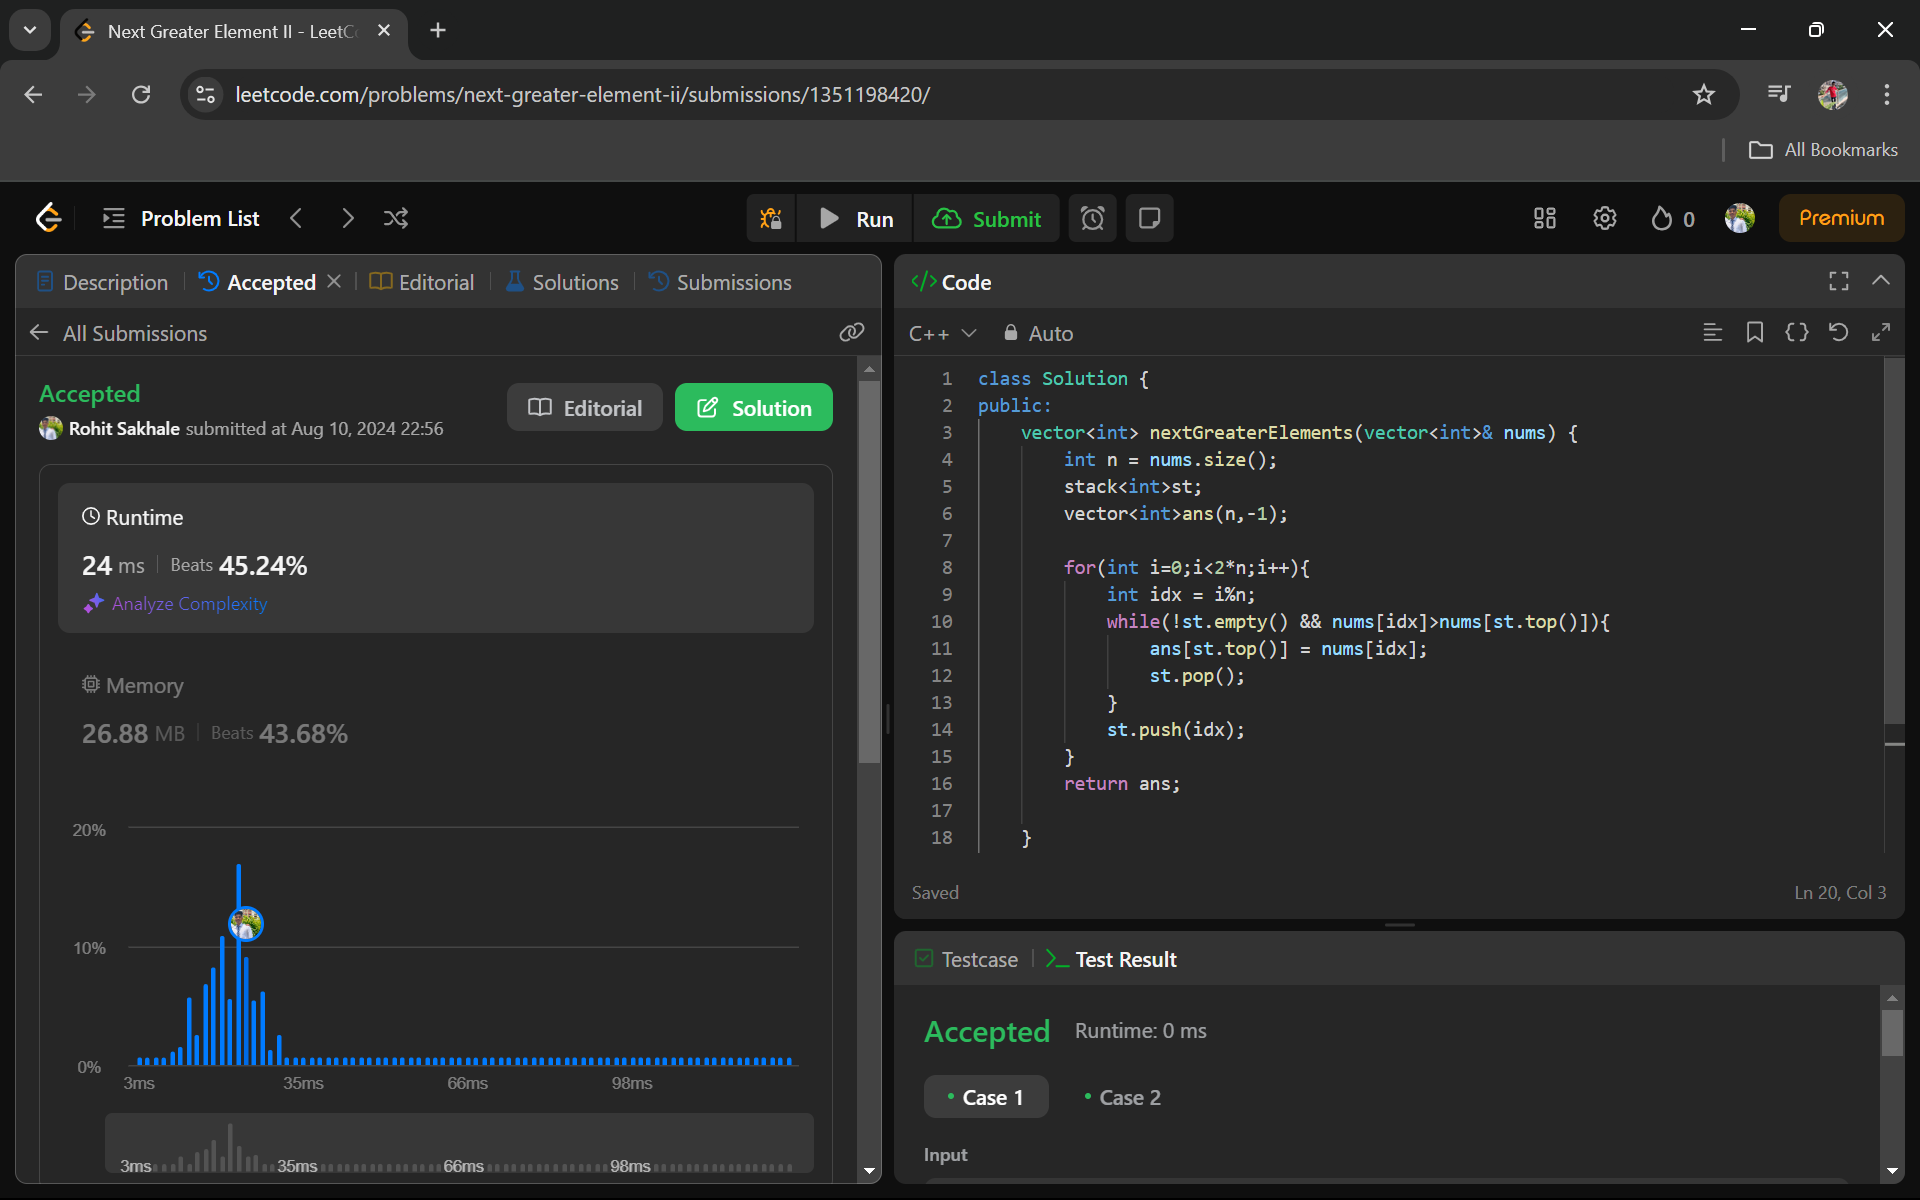 Next Greater Element II - LeetC
leetcode.com/problems/next-greater-element-ii/submissions/1351198420/
All Bookmarks
Problem List
Run
Submit
0
Premium
Description
Accepted
Editorial
Solutions
Submissions
All Submissions
Accepted
Rohit Sakhale submitted at Aug 10, 2024 22:56
Editorial
Solution
Runtime
24 ms
Beats 45.24%
Analyze Complexity
Memory
26.88 MB
Beats 43.68%
20%
10%
0%
3ms 35ms 66ms 98ms
3ms 35ms 66ms 98ms
</> Code
C++
Auto
1 class Solution {
2 public:
3     vector<int> nextGreaterElements(vector<int>& nums) {
4         int n = nums.size();
5         stack<int>st;
6         vector<int>ans(n,-1);
7
8         for(int i=0;i<2*n;i++){
9             int idx = i%n;
10             while(!st.empty() && nums[idx]>nums[st.top()]){
11                 ans[st.top()] = nums[idx];
12                 st.pop();
13             }
14             st.push(idx);
15         }
16         return ans;
17
18     }
Saved
Ln 20, Col 3
Testcase
Test Result
Accepted
Runtime: 0 ms
Case 1
Case 2
Input